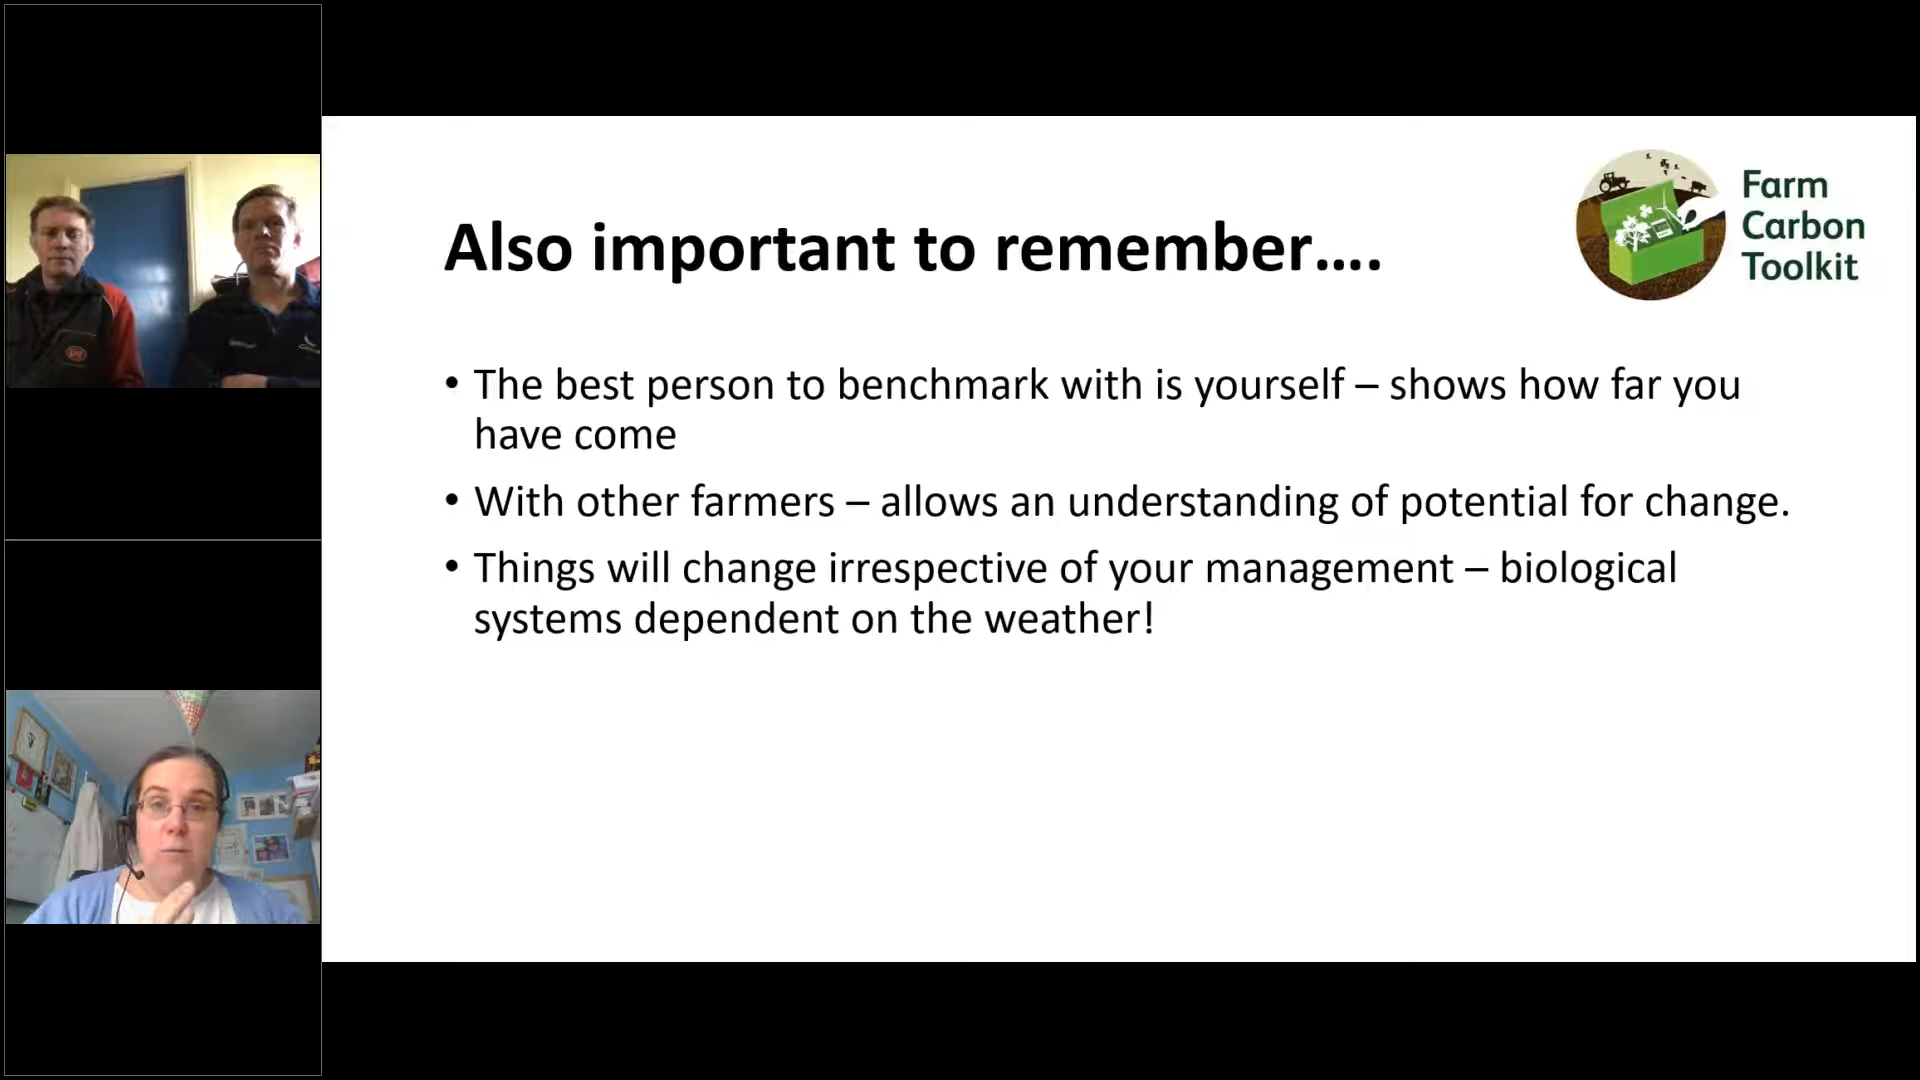 Also important to remember....
Farm
Carbon
Toolkit
• The best person to benchmark with is yourself – shows how far you
have come
• With other farmers – allows an understanding of potential for change.
• Things will change irrespective of your management – biological
systems dependent on the weather!